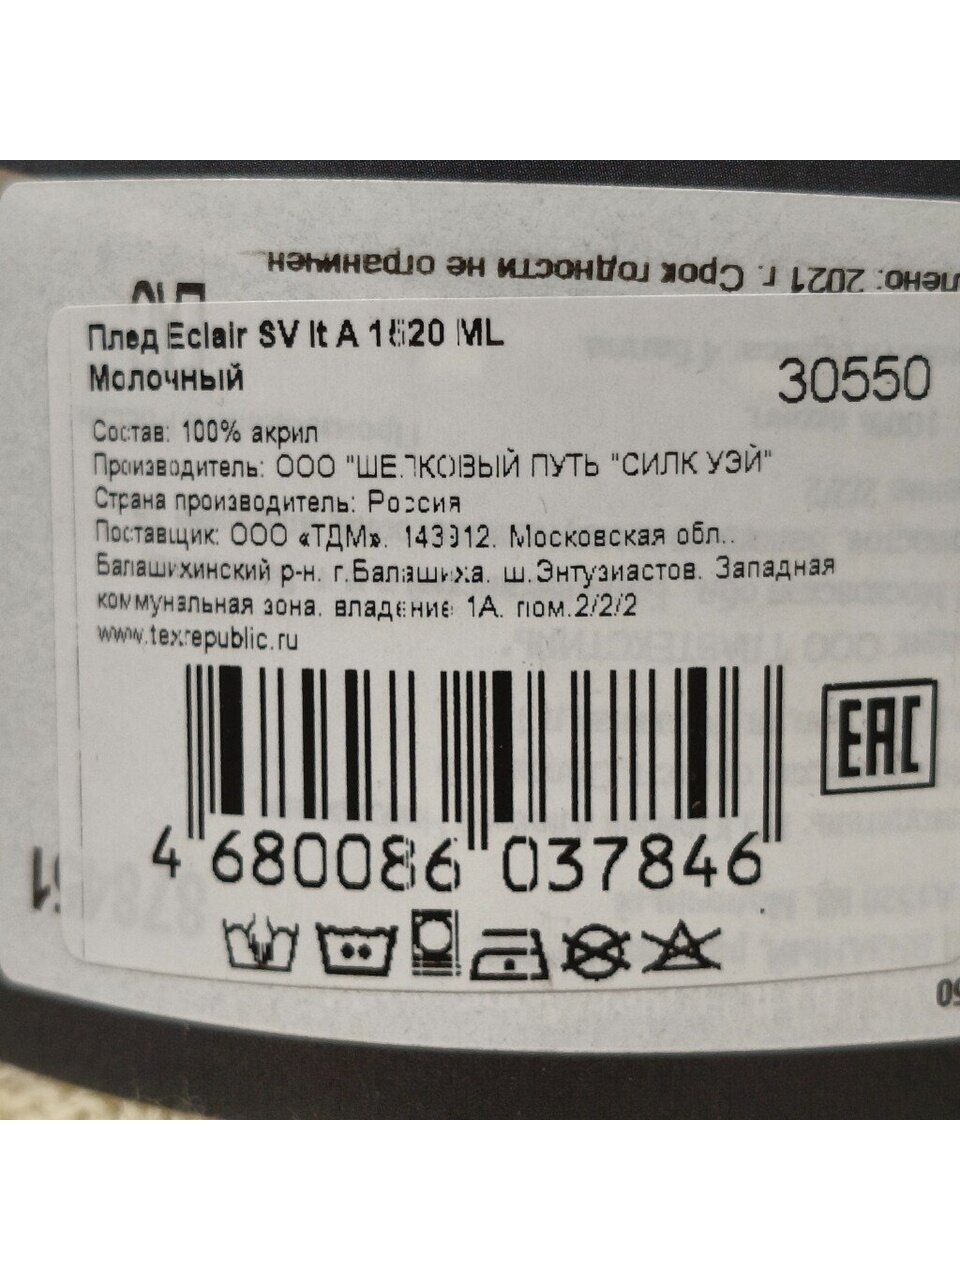 лено: 2021 г. Срок годности не ограничен
Плед Eclair SV lt A 1520 ML
Молочный
30550
Состав: 100% акрил
Производитель: ООО "ШЕЛКОВЫЙ ПУТЬ "СИЛК УЭЙ"
Страна производитель: Россия
Поставщик: ООО «ТДМ». 143912. Московская обл..
Балашихинский р-н. г.Балашиха. ш.Энтузиастов. Западная
коммунальная зона. владение 1А. пом.2/2/2
www.texrepublic.ru
EAC
4 680086 037846